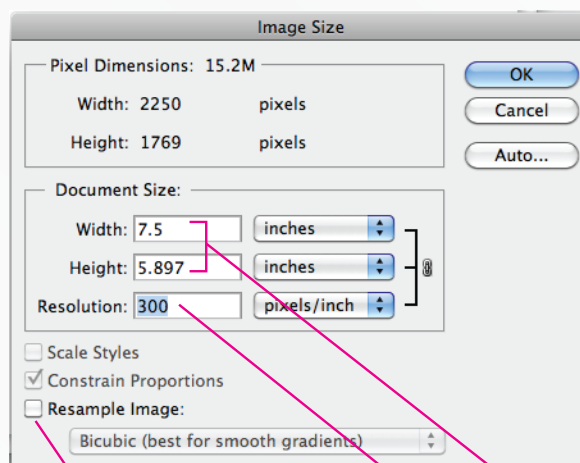 Image Size
Pixel Dimensions: 15.2M
OK
Width: 2250 pixels
Cancel
Height: 1769 pixels
Auto...
Document Size:
Width: 7.5 inches
Height: 5.897 inches
Resolution: 300 pixels/inch
Scale Styles
Constrain Proportions
Resample Image:
Bicubic (best for smooth gradients)